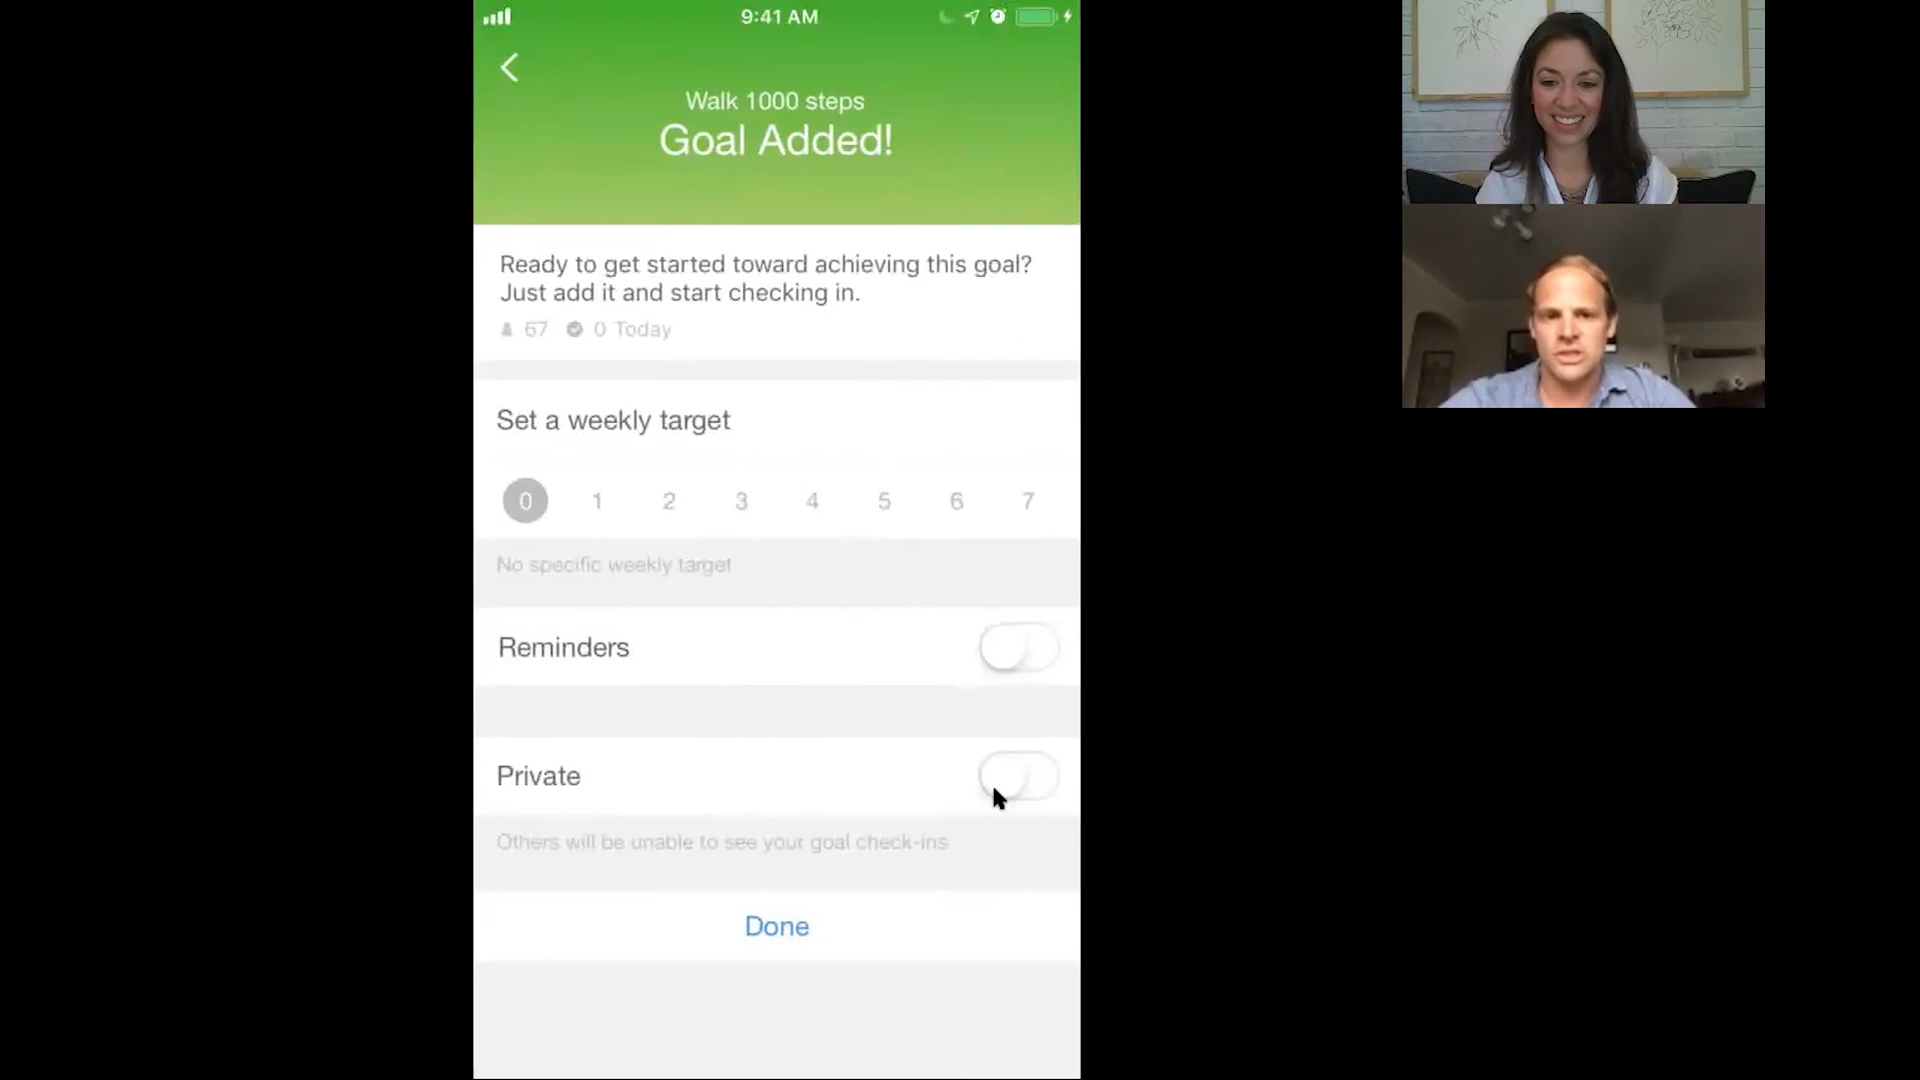 9:41 AM
Walk 1000 steps
Goal Added!
Ready to get started toward achieving this goal?
Just add it and start checking in.
67 0 Today
Set a weekly target
0 1 2 3 4 5 6 7
No specific weekly target
Reminders
Private
Others will be unable to see your goal check-ins
Done